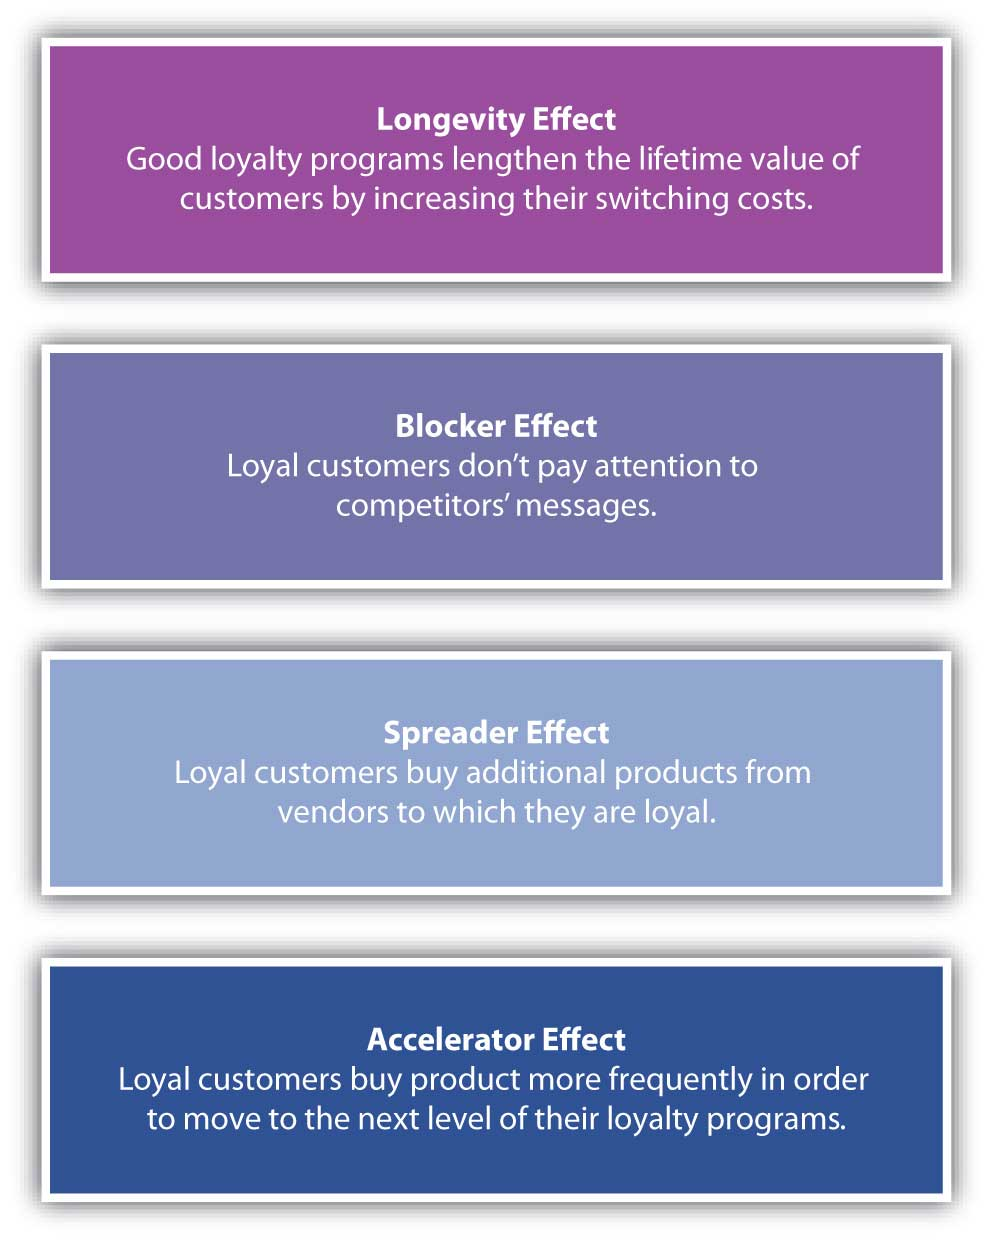 Longevity Effect
Good loyalty programs lengthen the lifetime value of
customers by increasing their switching costs.
Blocker Effect
Loyal customers don’t pay attention to
competitors’ messages.
Spreader Effect
Loyal customers buy additional products from
vendors to which they are loyal.
Accelerator Effect
Loyal customers buy product more frequently in order
to move to the next level of their loyalty programs.